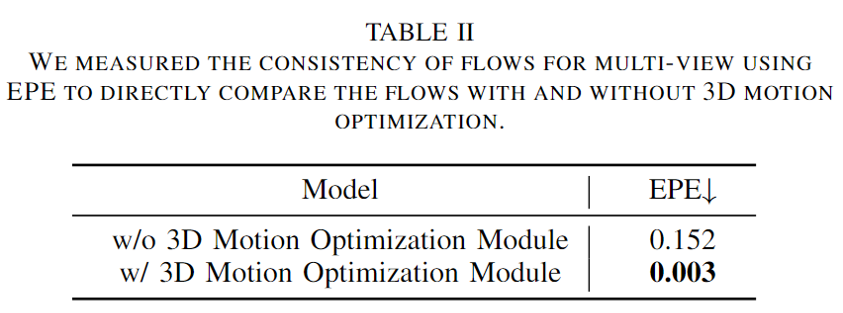 TABLE II
WE MEASURED THE CONSISTENCY OF FLOWS FOR MULTI-VIEW USING
EPE TO DIRECTLY COMPARE THE FLOWS WITH AND WITHOUT 3D MOTION
OPTIMIZATION.
Model EPE↓
w/o 3D Motion Optimization Module 0.152
w/ 3D Motion Optimization Module 0.003